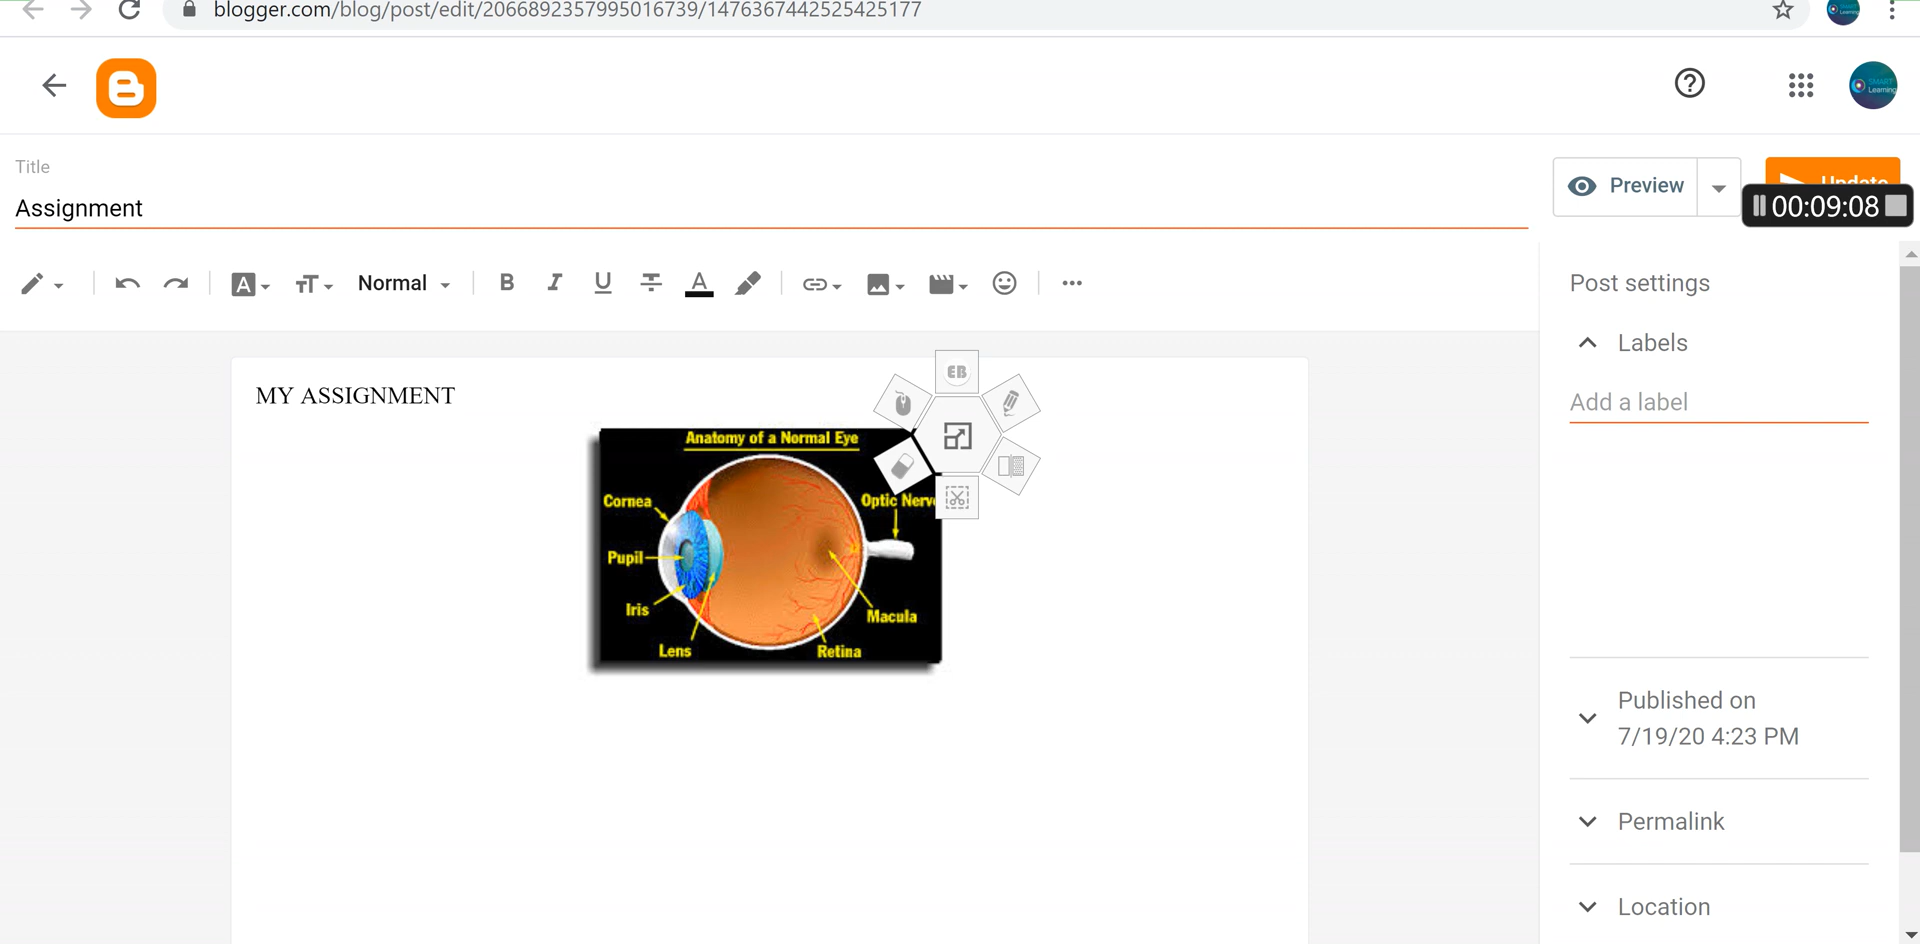 blogger.com/blog/post/edit/2066892357995016739/1476367442525425177
Title
Assignment
Preview
Update
00:09:08
Normal
Post settings
Labels
Add a label
MY ASSIGNMENT
EB
Anatomy of a Normal Eye
Cornea
Optic Nerve
Pupil
Iris
Macula
Lens
Retina
Published on
7/19/20 4:23 PM
Permalink
Location